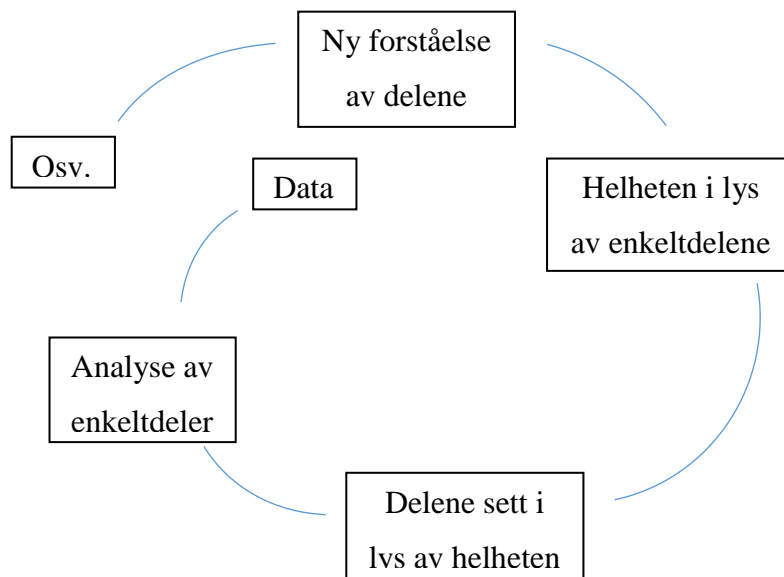 Ny forståelse
av delene
Osv.
Data
Helheten i lys
av enkeltdelene
Analyse av
enkeltdeler
Delene sett i
lys av helheten